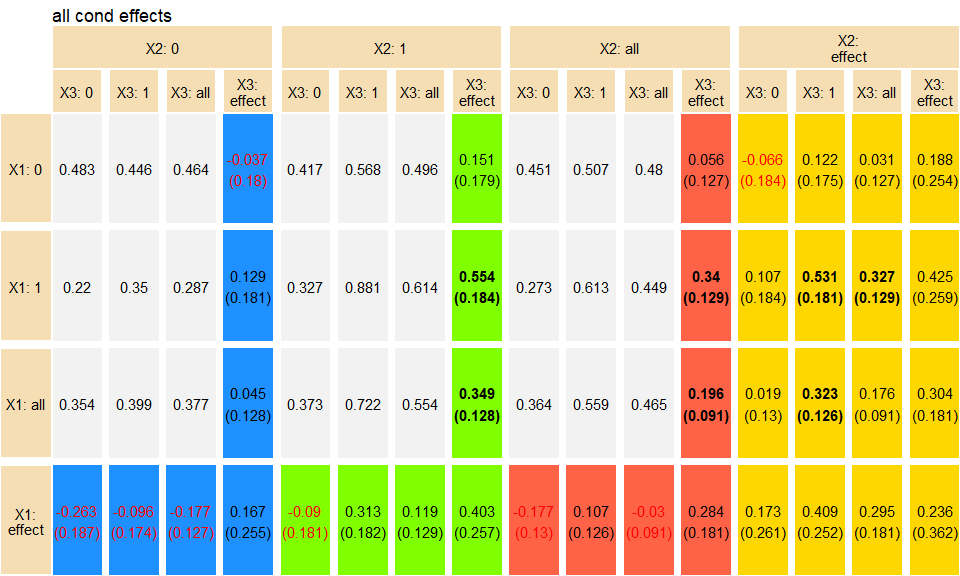 all cond effects
X2: 0 X2: 1 X2: all X2:
effect
X3: 0 X3: 1 X3: all X3:
effect X3: 0 X3: 1 X3: all X3:
effect X3: 0 X3: 1 X3: all X3:
effect X3: 0 X3: 1 X3: all X3:
effect
X1: 0 0.483 0.446 0.464 -0.037
(0.18) 0.417 0.568 0.496 0.151
(0.179) 0.451 0.507 0.48 0.056
(0.127) -0.066
(0.184) 0.122
(0.175) 0.031
(0.127) 0.188
(0.254)
X1: 1 0.22 0.35 0.287 0.129
(0.181) 0.327 0.881 0.614 0.554
(0.184) 0.273 0.613 0.449 0.34
(0.129) 0.107
(0.184) 0.531
(0.181) 0.327
(0.129) 0.425
(0.259)
X1: all 0.354 0.399 0.377 0.045
(0.128) 0.373 0.722 0.554 0.349
(0.128) 0.364 0.559 0.465 0.196
(0.091) 0.019
(0.13) 0.323
(0.126) 0.176
(0.091) 0.304
(0.181)
X1:
effect -0.263
(0.187) -0.096
(0.174) -0.177
(0.127) 0.167
(0.255) -0.09
(0.181) 0.313
(0.182) 0.119
(0.129) 0.403
(0.257) -0.177
(0.13) 0.107
(0.126) -0.03
(0.091) 0.284
(0.181) 0.173
(0.261) 0.409
(0.252) 0.295
(0.181) 0.236
(0.362)